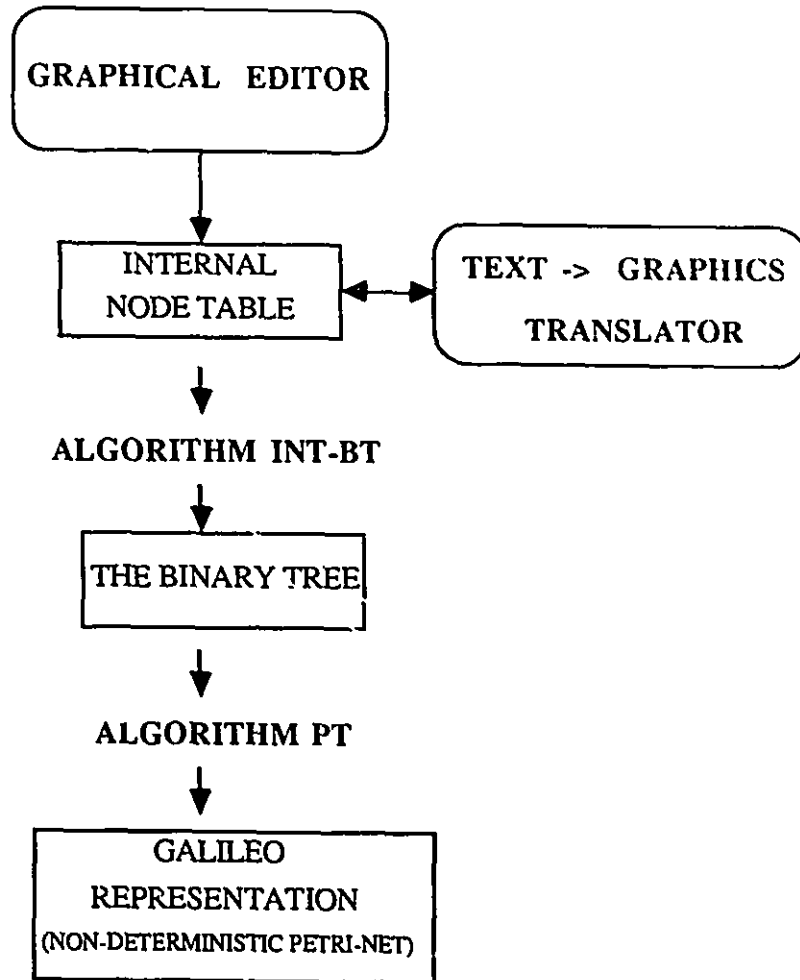 GRAPHICAL EDITOR
INTERNAL
NODE TABLE
TEXT -> GRAPHICS
TRANSLATOR
ALGORITHM INT-BT
THE BINARY TREE
ALGORITHM PT
GALILEO
REPRESENTATION
(NON-DETERMINISTIC PETRI-NET)